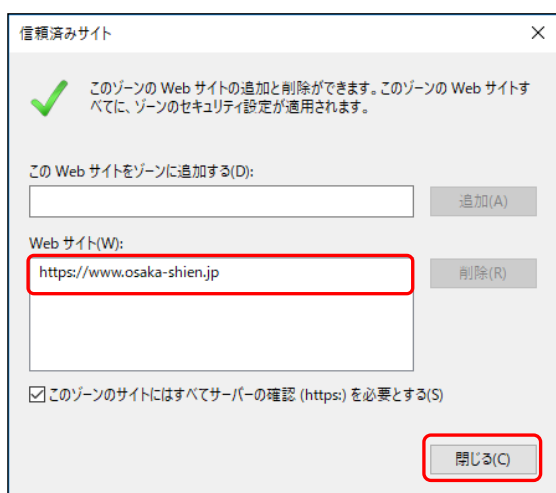 信頼済みサイト
このゾーンの Web サイトの追加と削除ができます。このゾーンの Web サイトす
べてに、ゾーンのセキュリティ設定が適用されます。
この Web サイトをゾーンに追加する(D):
追加(A)
Web サイト(W):
https://www.osaka-shien.jp
削除(R)
このゾーンのサイトにはすべてサーバーの確認 (https:) を必要とする(S)
閉じる(C)